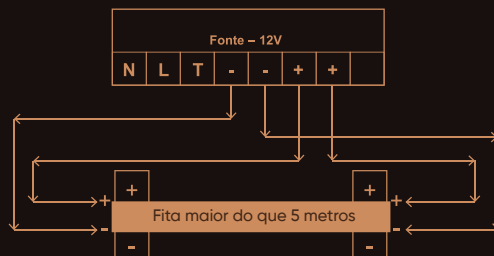 Fonte – 12V
N L T - - + +
+ +
+ Fita maior do que 5 metros +
- -
- -